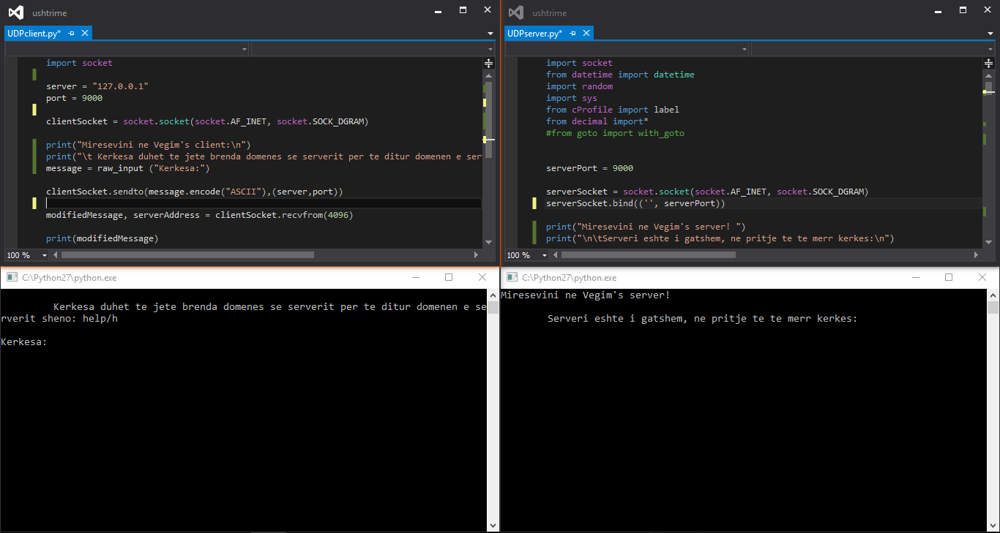 ushtrime
UDPclient.py*
import socket
server = "127.0.0.1"
port = 9000
clientSocket = socket.socket(socket.AF_INET, socket.SOCK_DGRAM)
print("Miresevini ne Vegim's client:\n")
print("\t Kerkesa duhet te jete brenda domenes se serverit per te ditur domenen e ser
message = raw_input ("Kerkesa:")
clientSocket.sendto(message.encode("ASCII"),(server,port))
modifiedMessage, serverAddress = clientSocket.recvfrom(4096)
print(modifiedMessage)
100 %
ushtrime
UDPserver.py*
import socket
from datetime import datetime
import random
import sys
from cProfile import label
from decimal import*
#from goto import with_goto
serverPort = 9000
serverSocket = socket.socket(socket.AF_INET, socket.SOCK_DGRAM)
serverSocket.bind(('', serverPort))
print("Miresevini ne Vegim's server! ")
print("\n\tServeri eshte i gatshem, ne pritje te te merr kerkes:\n")
100 %
C:\Python27\python.exe
Kerkesa duhet te jete brenda domenes se serverit per te ditur domenen e se
rverit sheno: help/h
Kerkesa:
C:\Python27\python.exe
Miresevini ne Vegim's server!
Serveri eshte i gatshem, ne pritje te te merr kerkes: